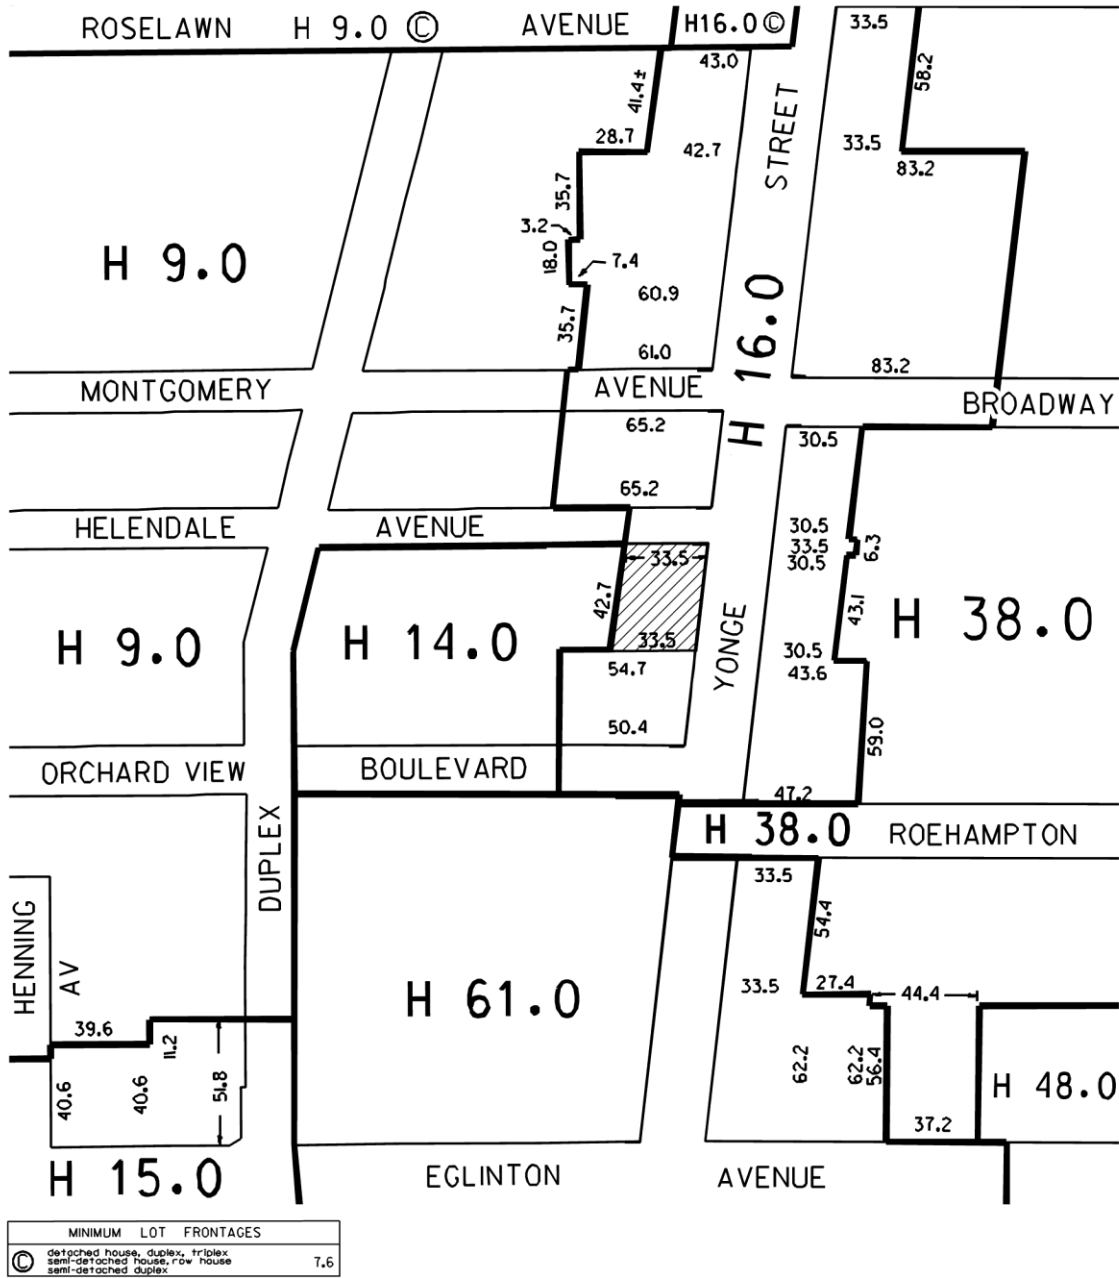 ROSELAWN H 9.0 © AVENUE H16.0 © 33.5
43.0
41.4± 58.2
28.7 42.7 STREET 33.5
83.2
35.7
3.2
18.0 7.4
H 9.0
60.9
35.7
61.0 H 16.0 83.2
MONTGOMERY AVENUE BROADWAY
65.2 30.5
65.2
HELENDALE AVENUE 30.5
33.5 33.5 6.3
30.5
42.7 43.1
H 9.0 H 14.0 H 38.0
33.5 30.5
54.7 YONGE 43.6
50.4 59.0
ORCHARD VIEW BOULEVARD
47.2
DUPLEX H 38.0 ROEHAMPTON
33.5
HENNING AV 54.4
33.5 27.4 44.4
H 61.0
39.6 11.2
40.6 40.6 51.8 62.2 62.2 56.4
H 48.0
37.2
H 15.0 EGLINTON AVENUE
MINIMUM LOT FRONTAGES
© detached house, duplex, triplex
semi-detached house, row house 7.6
semi-detached duplex